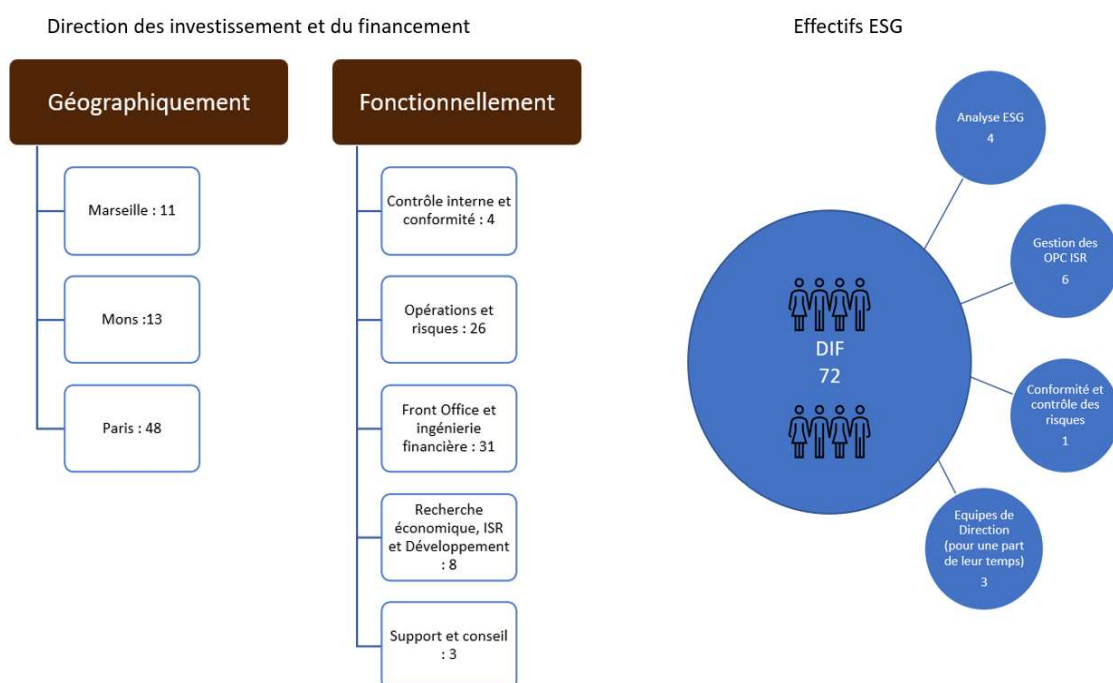 Direction des investissement et du financement
Géographiquement
Marseille : 11
Mons :13
Paris : 48
Fonctionnellement
Contrôle interne et
conformité : 4
Opérations et
risques : 26
Front Office et
ingénierie
financière : 31
Recherche
économique, ISR
et Développement
: 8
Support et conseil
: 3
Effectifs ESG
DIF
72
Analyse ESG
4
Gestion des
OPC ISR
6
Conformité et
contrôle des
risques
1
Equipes de
Direction
(pour une part
de leur temps)
3